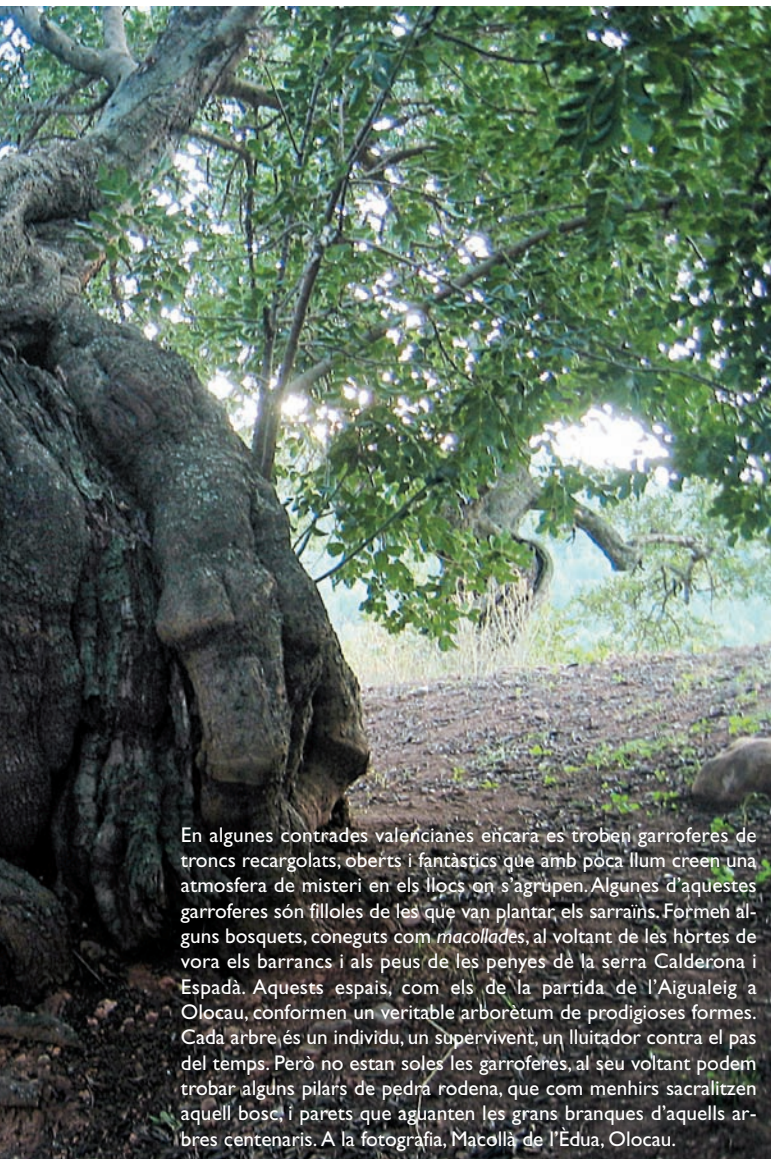 En algunes contrades valencianes encara es troben garroferes de
troncs recargolats, oberts i fantàstics que amb poca llum creen una
atmosfera de misteri en els llocs on s'agrupen. Algunes d'aquestes
garroferes són filloles de les que van plantar els sarraïns. Formen al-
guns bosquets, coneguts com macollades, al voltant de les hortes de
vora els barrancs i als peus de les penyes de la serra Calderona i
Espadà. Aquests espais, com els de la partida de l'Aigualeig a
Olocau, conformen un veritable arborètum de prodigioses formes.
Cada arbre és un individu, un supervivent, un lluitador contra el pas
del temps. Però no estan soles les garroferes, al seu voltant podem
trobar alguns pilars de pedra rodena, que com menhirs sacralitzen
aquell bosc, i parets que aguanten les grans branques d'aquells ar-
bres centenaris. A la fotografia, Macollà de l'Èdua, Olocau.